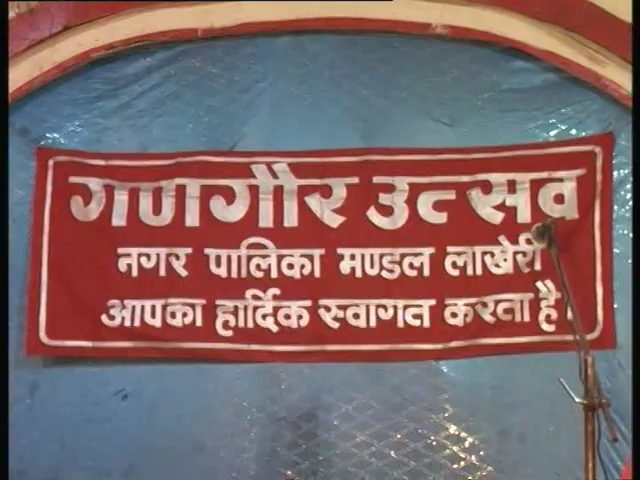 गणगौर उत्सव
नगर पालिका मण्डल लाखेरी
आपका हार्दिक स्वागत करता है।